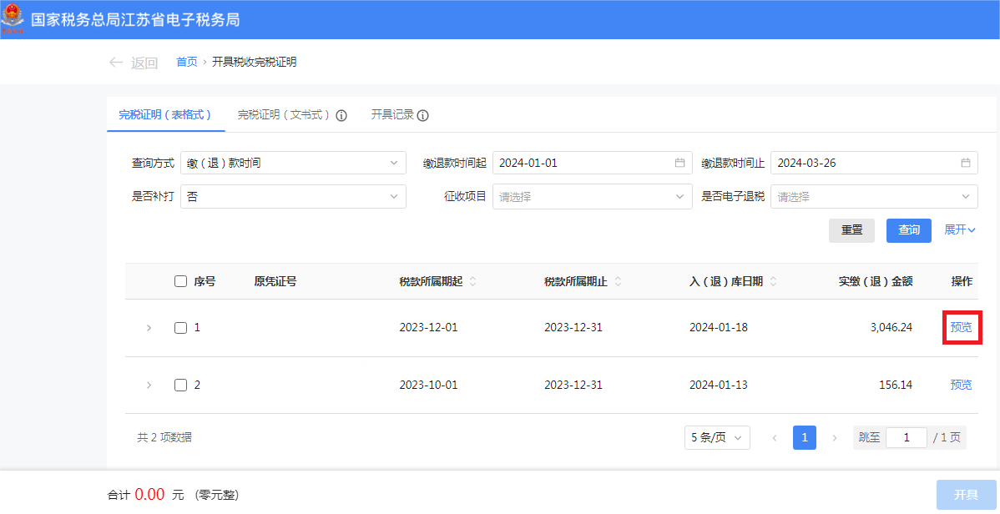 国家税务总局江苏省电子税务局
返回 首页 › 开具税收完税证明
完税证明（表格式） 完税证明（文书式） 开具记录
查询方式 缴（退）款时间 缴退款时间起 2024-01-01 缴退款时间止 2024-03-26
是否补打 否 征收项目 请选择 是否电子退税 请选择
重置 查询 展开
序号 原凭证号 税款所属期起 税款所属期止 入（退）库日期 实缴（退）金额 操作
1 2023-12-01 2023-12-31 2024-01-18 3,046.24 预览
2 2023-10-01 2023-12-31 2024-01-13 156.14 预览
共 2 项数据 5 条/页 1 跳至 1 / 1 页
合计 0.00 元 (零元整) 开具